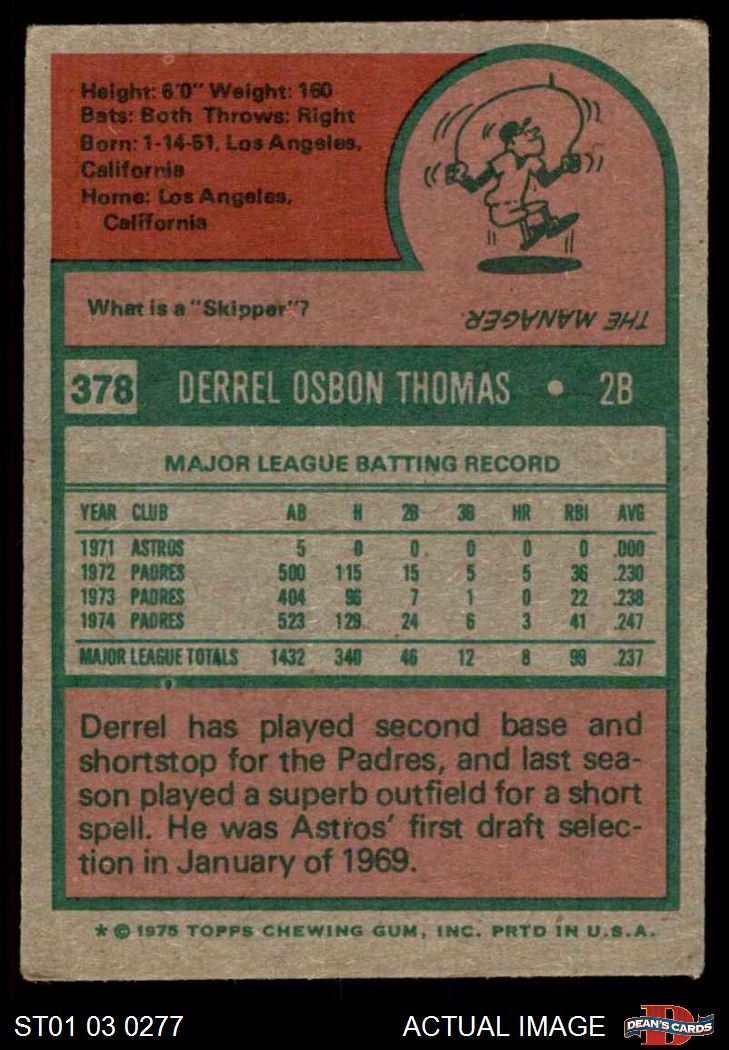 Height: 6'0" Weight: 160
Bats: Both Throws: Right
Born: 1-14-51, Los Angeles,
California
Home: Los Angeles,
California
What is a "Skipper"?
THE MANAGER.
378 DERREL OSBON THOMAS • 2B
MAJOR LEAGUE BATTING RECORD
YEAR CLUB AB H 2B 3B HR RBI AVG
1971 ASTROS 5 0 0 0 0 0 .000
1972 PADRES 500 115 15 5 5 36 .230
1973 PADRES 404 96 7 1 0 22 .238
1974 PADRES 523 129 24 6 3 41 .247
MAJOR LEAGUE TOTALS 1432 340 46 12 8 99 .237
Derrel has played second base and
shortstop for the Padres, and last sea-
son played a superb outfield for a short
spell. He was Astros' first draft selec-
tion in January of 1969.
* © 1975 TOPPS CHEWING GUM, INC. PRTD IN U.S.A.
ST01 03 0277 ACTUAL IMAGE DEAN'S CARDS